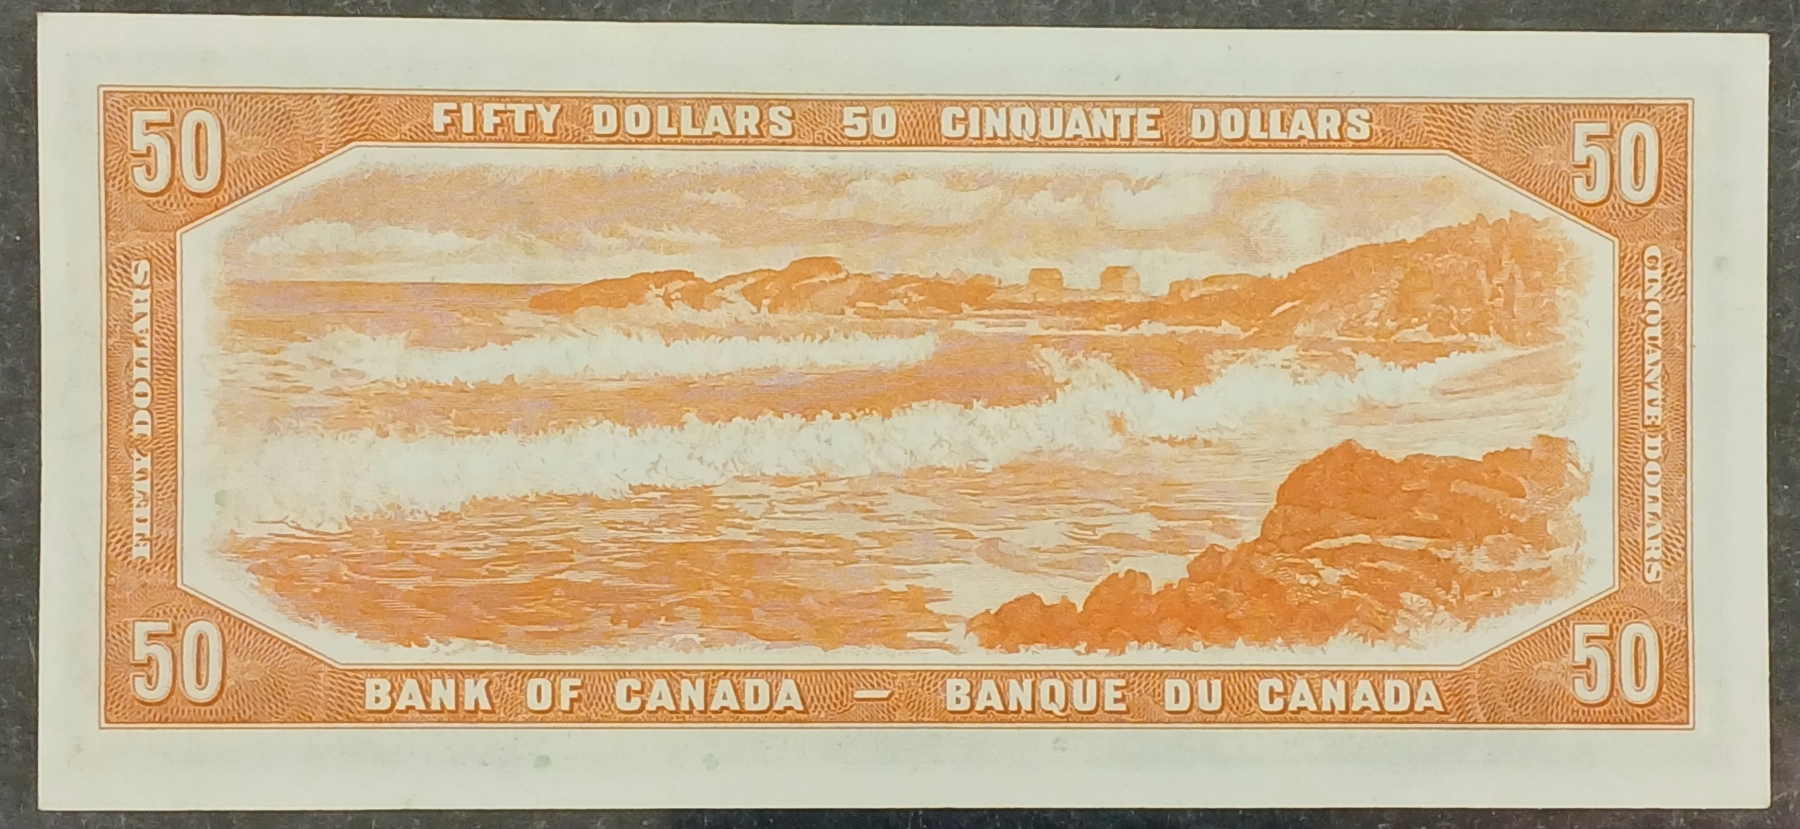 50 FIFTY DOLLARS 50 CINQUANTE DOLLARS 50
FIFTY DOLLARS
CINQUANTE DOLLARS
50 BANK OF CANADA — BANQUE DU CANADA 50